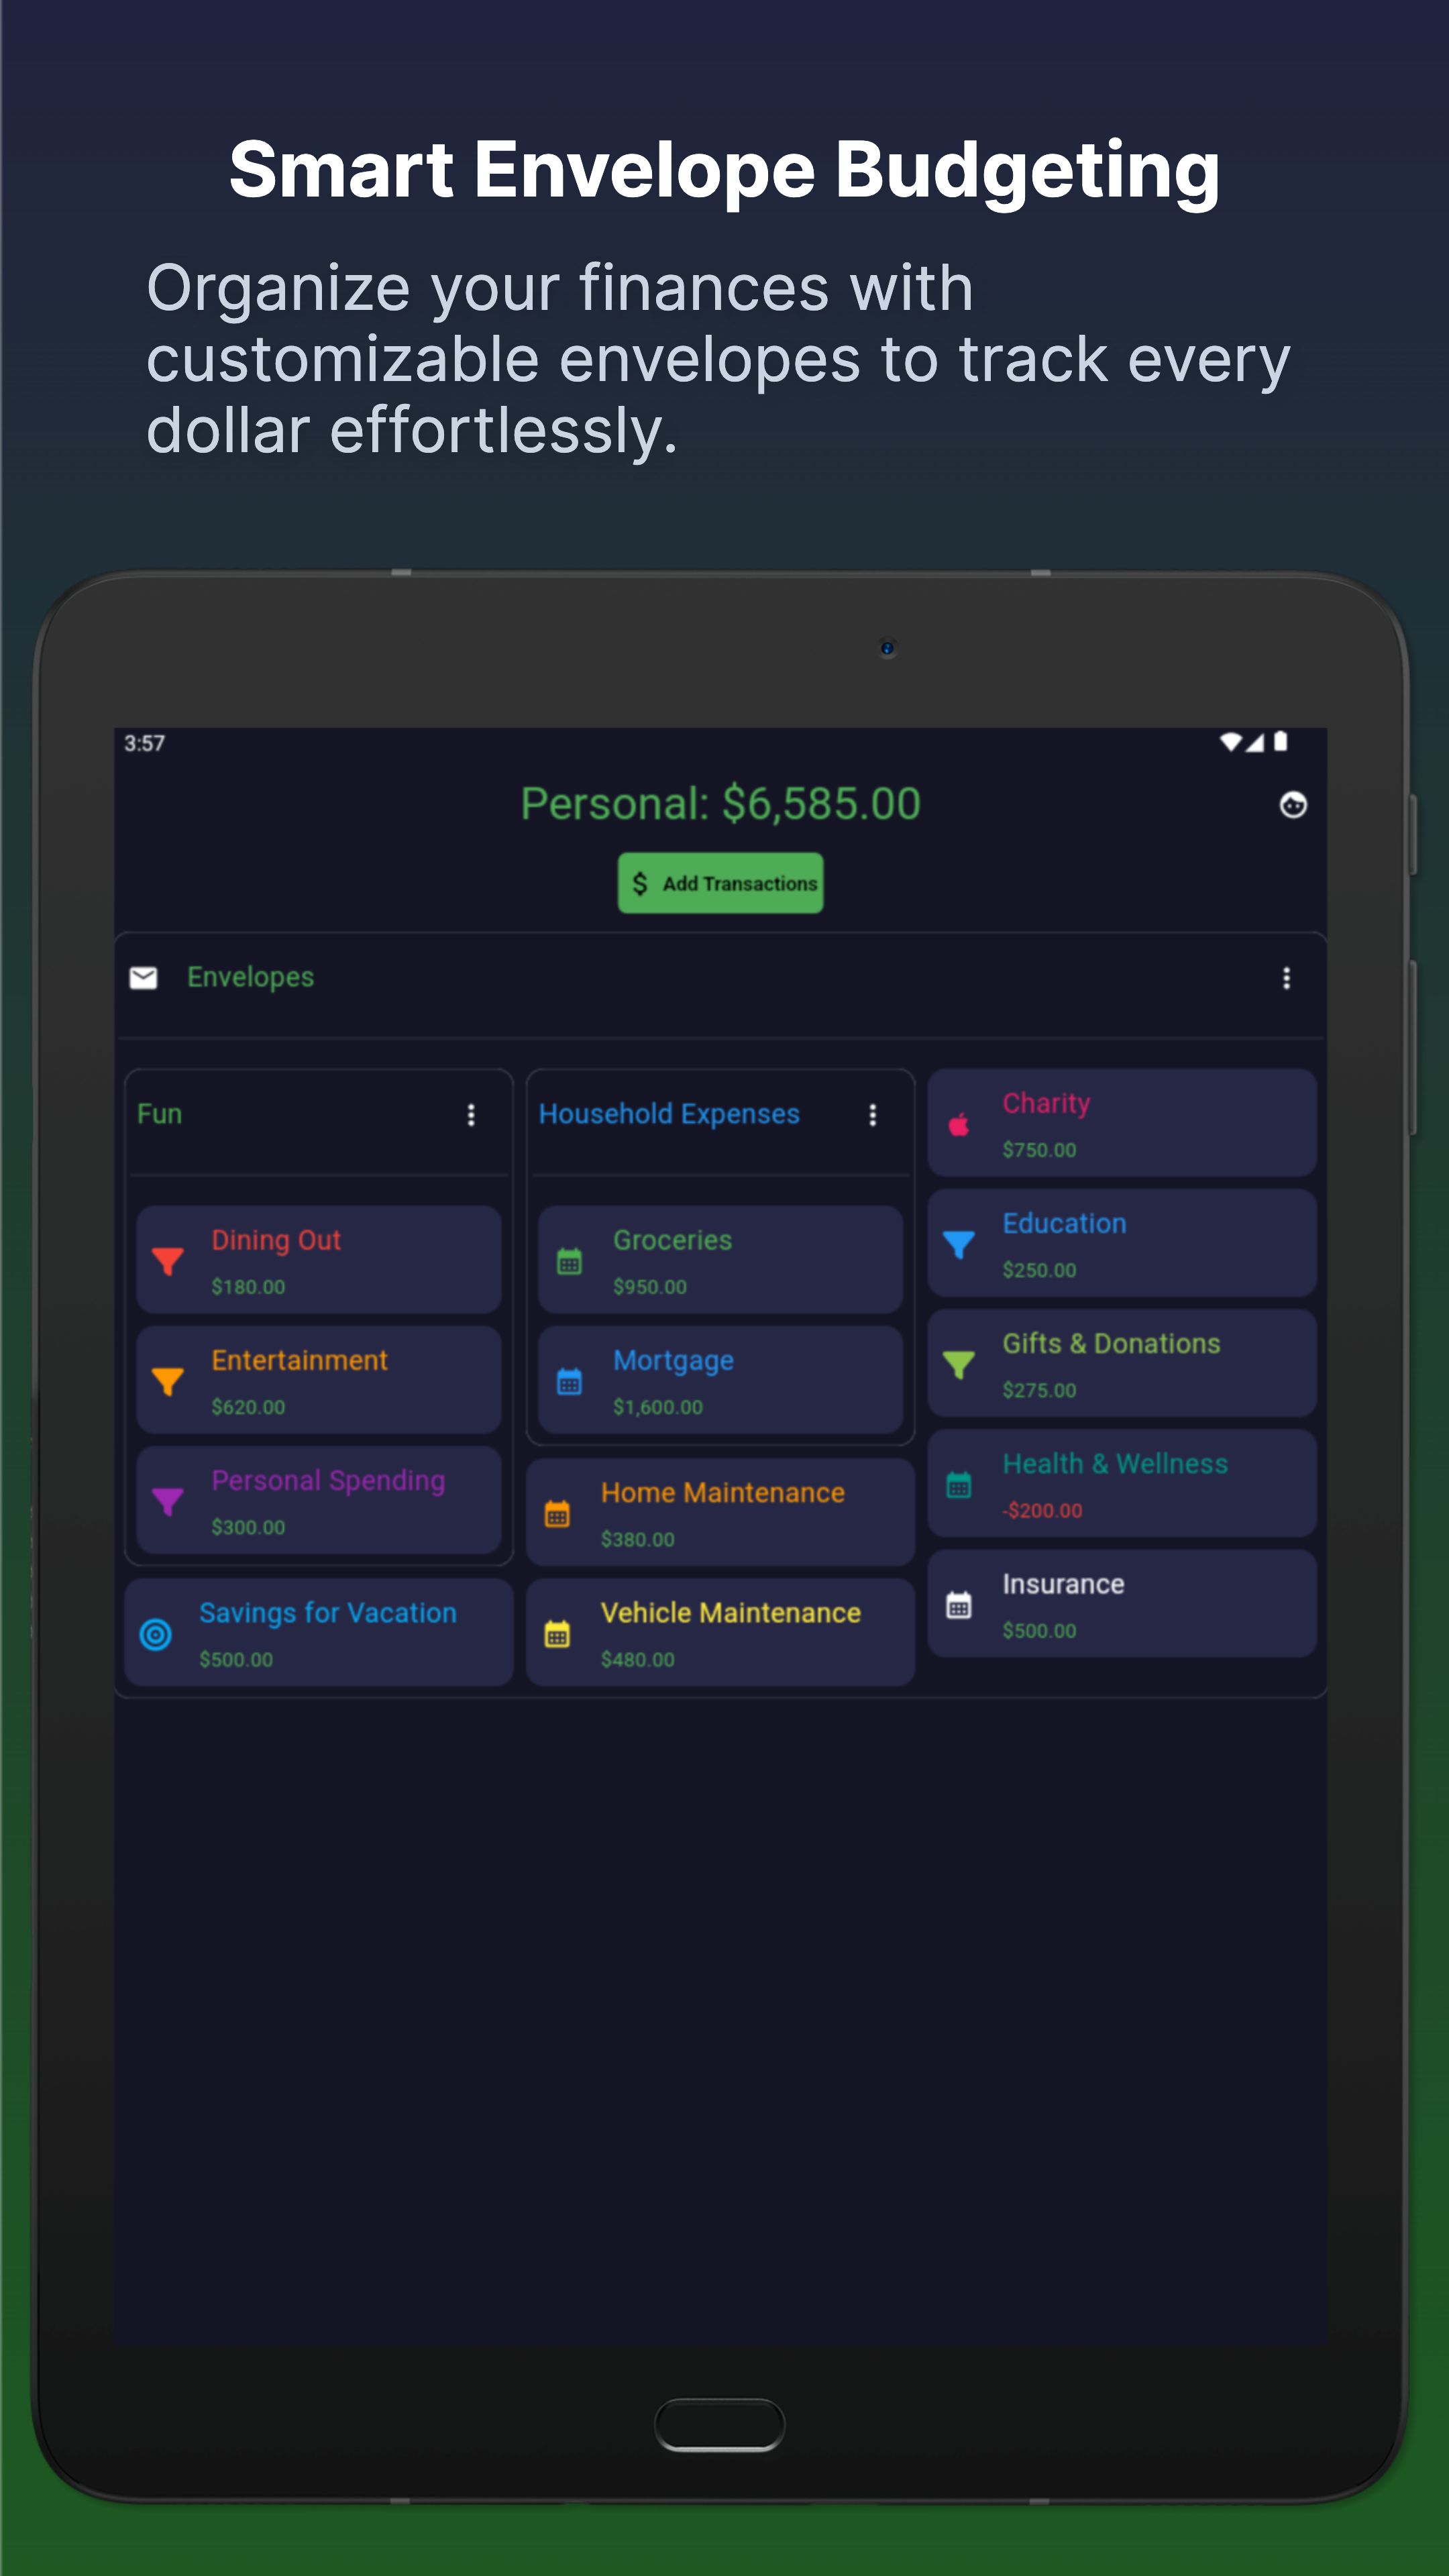 Smart Envelope Budgeting
Organize your finances with
customizable envelopes to track every
dollar effortlessly.
3:57
Personal: $6,585.00
$ Add Transactions
Envelopes
Fun
Dining Out
$180.00
Entertainment
$620.00
Personal Spending
$300.00
Savings for Vacation
$500.00
Household Expenses
Groceries
$950.00
Mortgage
$1,600.00
Home Maintenance
$380.00
Vehicle Maintenance
$480.00
Charity
$750.00
Education
$250.00
Gifts & Donations
$275.00
Health & Wellness
-$200.00
Insurance
$500.00